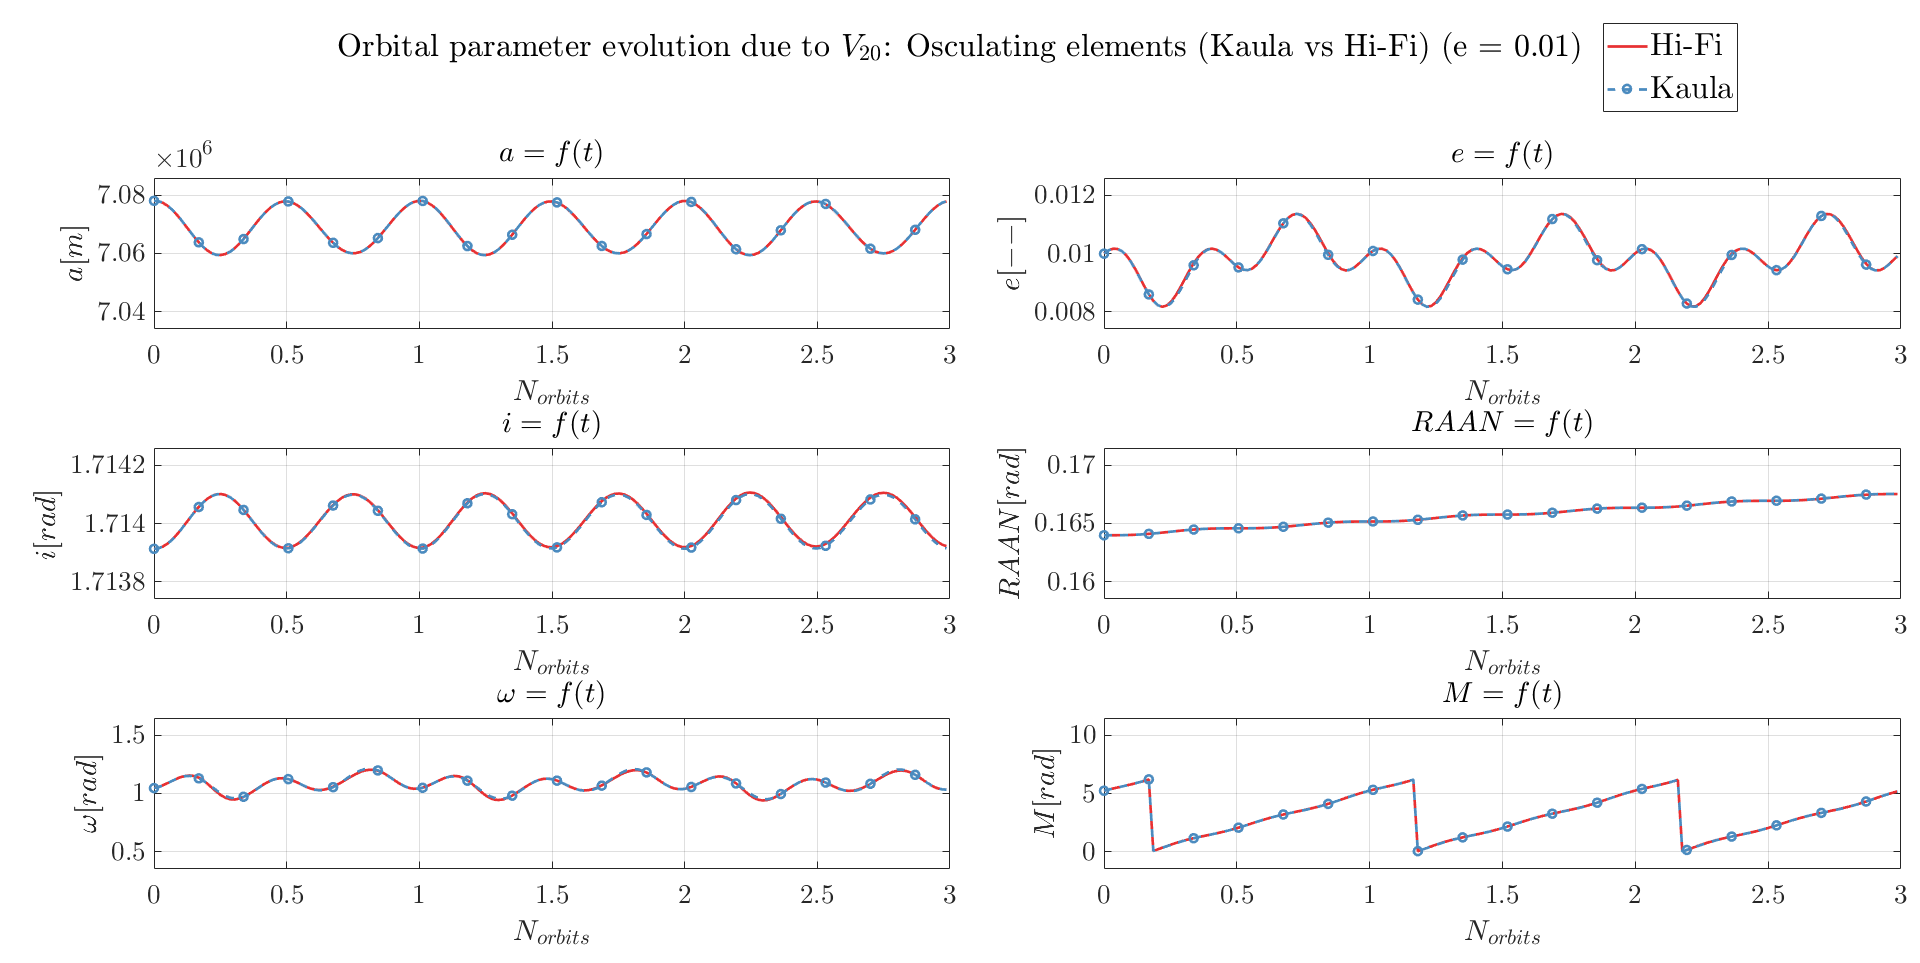 Orbital parameter evolution due to V20: Osculating elements (Kaula vs Hi-Fi) (e = 0.01)
Hi-Fi
Kaula
×10^6
a = f(t)
7.08
7.06
7.04
a[m]
0 0.5 1 1.5 2 2.5 3
N_orbits
e = f(t)
0.012
0.01
0.008
e[−−]
0 0.5 1 1.5 2 2.5 3
N_orbits
i = f(t)
1.7142
1.714
1.7138
i[rad]
0 0.5 1 1.5 2 2.5 3
N_orbits
RAAN = f(t)
0.17
0.165
0.16
RAAN[rad]
0 0.5 1 1.5 2 2.5 3
N_orbits
ω = f(t)
1.5
1
0.5
ω[rad]
0 0.5 1 1.5 2 2.5 3
N_orbits
M = f(t)
10
5
0
M[rad]
0 0.5 1 1.5 2 2.5 3
N_orbits